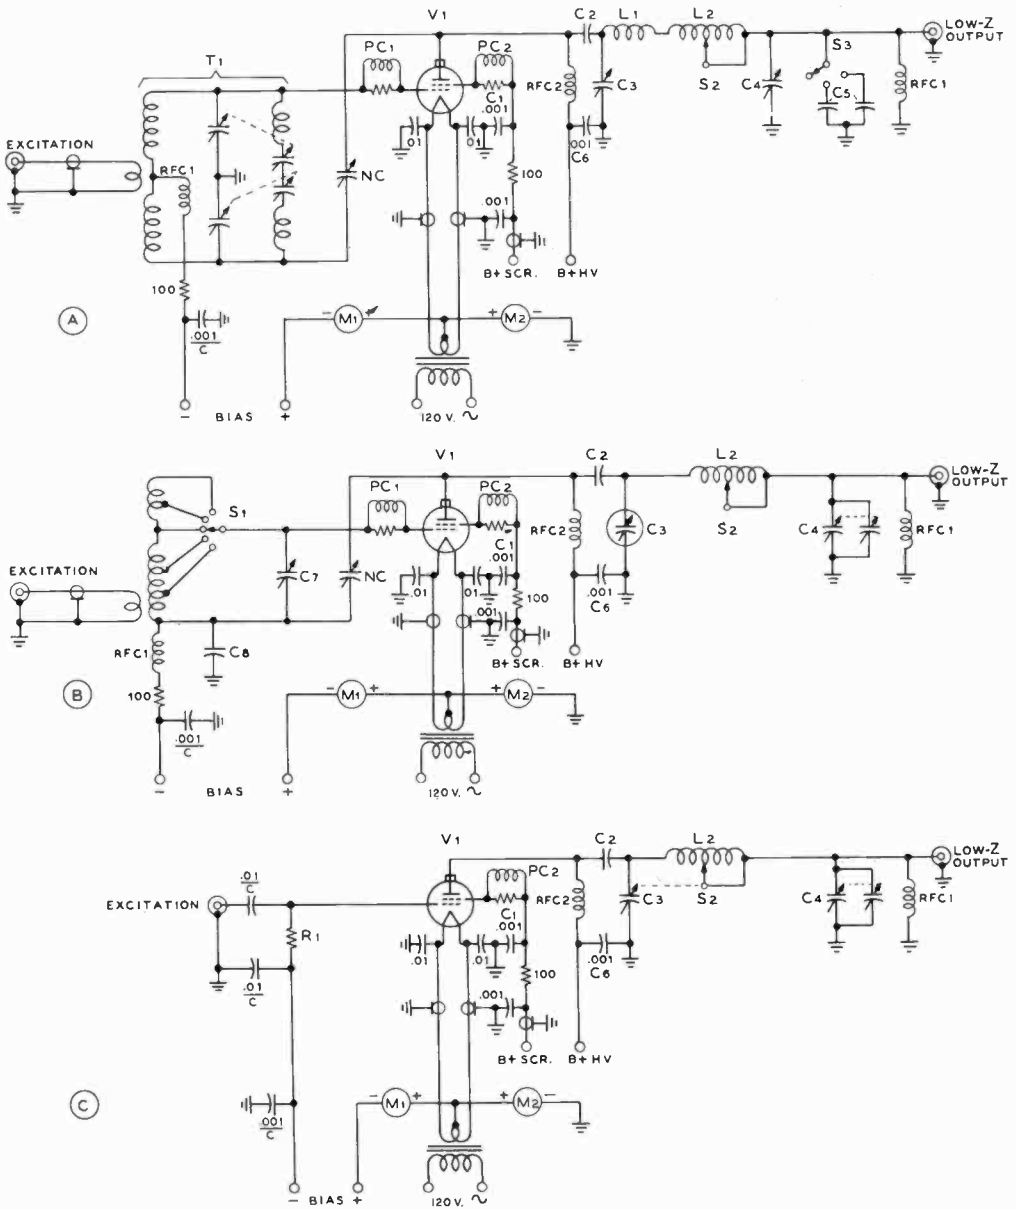 V1
C2
L1
L2
LOW-Z
OUTPUT
T1
PC1
PC2
S3
RFC2
C3
S2
C4
C5
RFC1
C1
.001
EXCITATION
RFC1
.01
.01
.001
C6
NC
100
.001
100
B+ SCR.
B+HV
A
.001
C
- M1 +
+ M2 -
- BIAS +
120 V. ~
V1
C2
L2
LOW-Z
OUTPUT
S1
PC1
PC2
RFC2
C3
S2
C4
RFC1
C1
.001
EXCITATION
C7
NC
.01
.01
.001
C6
100
.001
RFC1
C8
B+ SCR.
B+ HV
B
100
.001
C
- M1 +
+ M2 -
- BIAS +
120 V. ~
V1
C2
L2
LOW-Z
OUTPUT
PC2
RFC2
C3
S2
C4
RFC1
.01
C
EXCITATION
R1
C1
.001
.01
.01
.001
C6
100
.01
C
.001
B+ SCR.
B+ HV
C
.001
C
- M1 +
+ M2 -
- BIAS +
120 V. ~